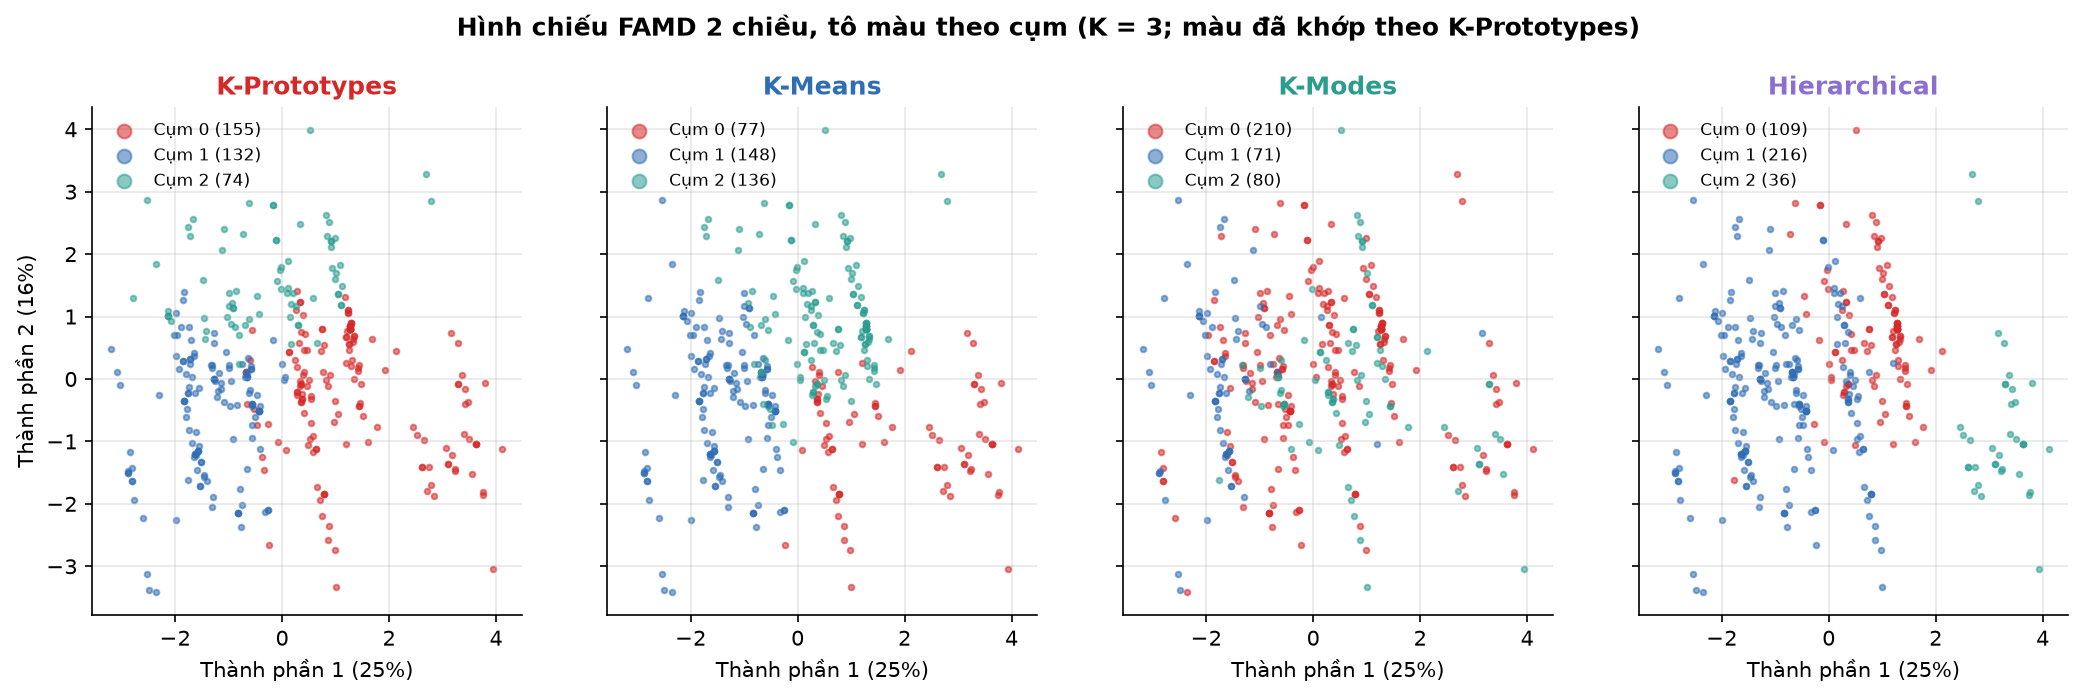 Hình chiếu FAMD 2 chiều, tô màu theo cụm (K = 3; màu đã khớp theo K-Prototypes)
K-Prototypes
Cụm 0 (155)
Cụm 1 (132)
Cụm 2 (74)
4
3
2
1
0
−1
−2
−3
Thành phần 2 (16%)
−2 0 2 4
Thành phần 1 (25%)
K-Means
Cụm 0 (77)
Cụm 1 (148)
Cụm 2 (136)
−2 0 2 4
Thành phần 1 (25%)
K-Modes
Cụm 0 (210)
Cụm 1 (71)
Cụm 2 (80)
−2 0 2 4
Thành phần 1 (25%)
Hierarchical
Cụm 0 (109)
Cụm 1 (216)
Cụm 2 (36)
−2 0 2 4
Thành phần 1 (25%)